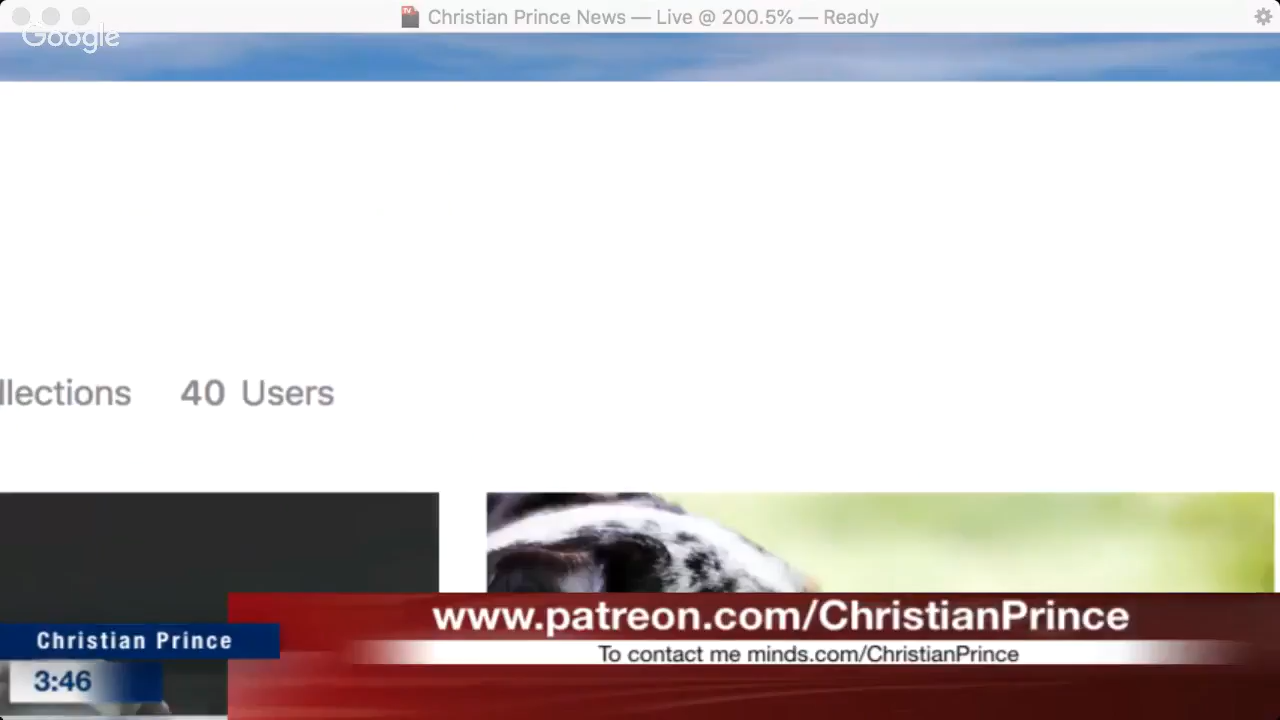 Christian Prince News — Live @ 200.5% — Ready
Google
llections 40 Users
www.patreon.com/ChristianPrince
Christian Prince
To contact me minds.com/ChristianPrince
3:46